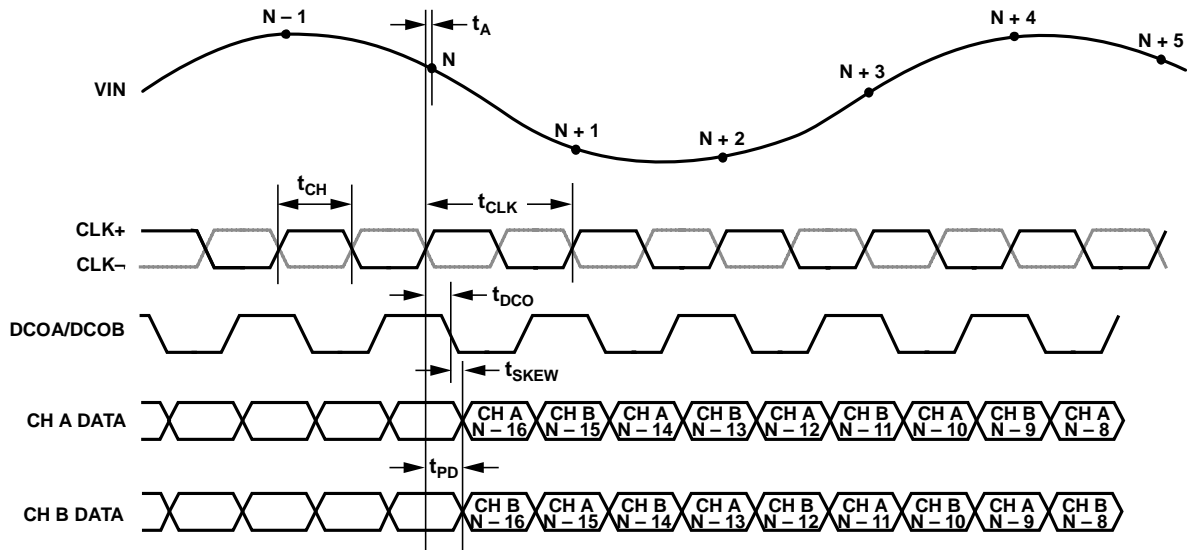 N – 1
t_A
N
N + 4
N + 5
VIN
N + 3
N + 1
N + 2
t_CH
t_CLK
CLK+
CLK–
t_DCO
DCOA/DCOB
t_SKEW
CH A DATA
CH A CH B CH A CH B CH A CH B CH A CH B CH A
N – 16 N – 15 N – 14 N – 13 N – 12 N – 11 N – 10 N – 9 N – 8
t_PD
CH B DATA
CH B CH A CH B CH A CH B CH A CH B CH A CH B
N – 16 N – 15 N – 14 N – 13 N – 12 N – 11 N – 10 N – 9 N – 8